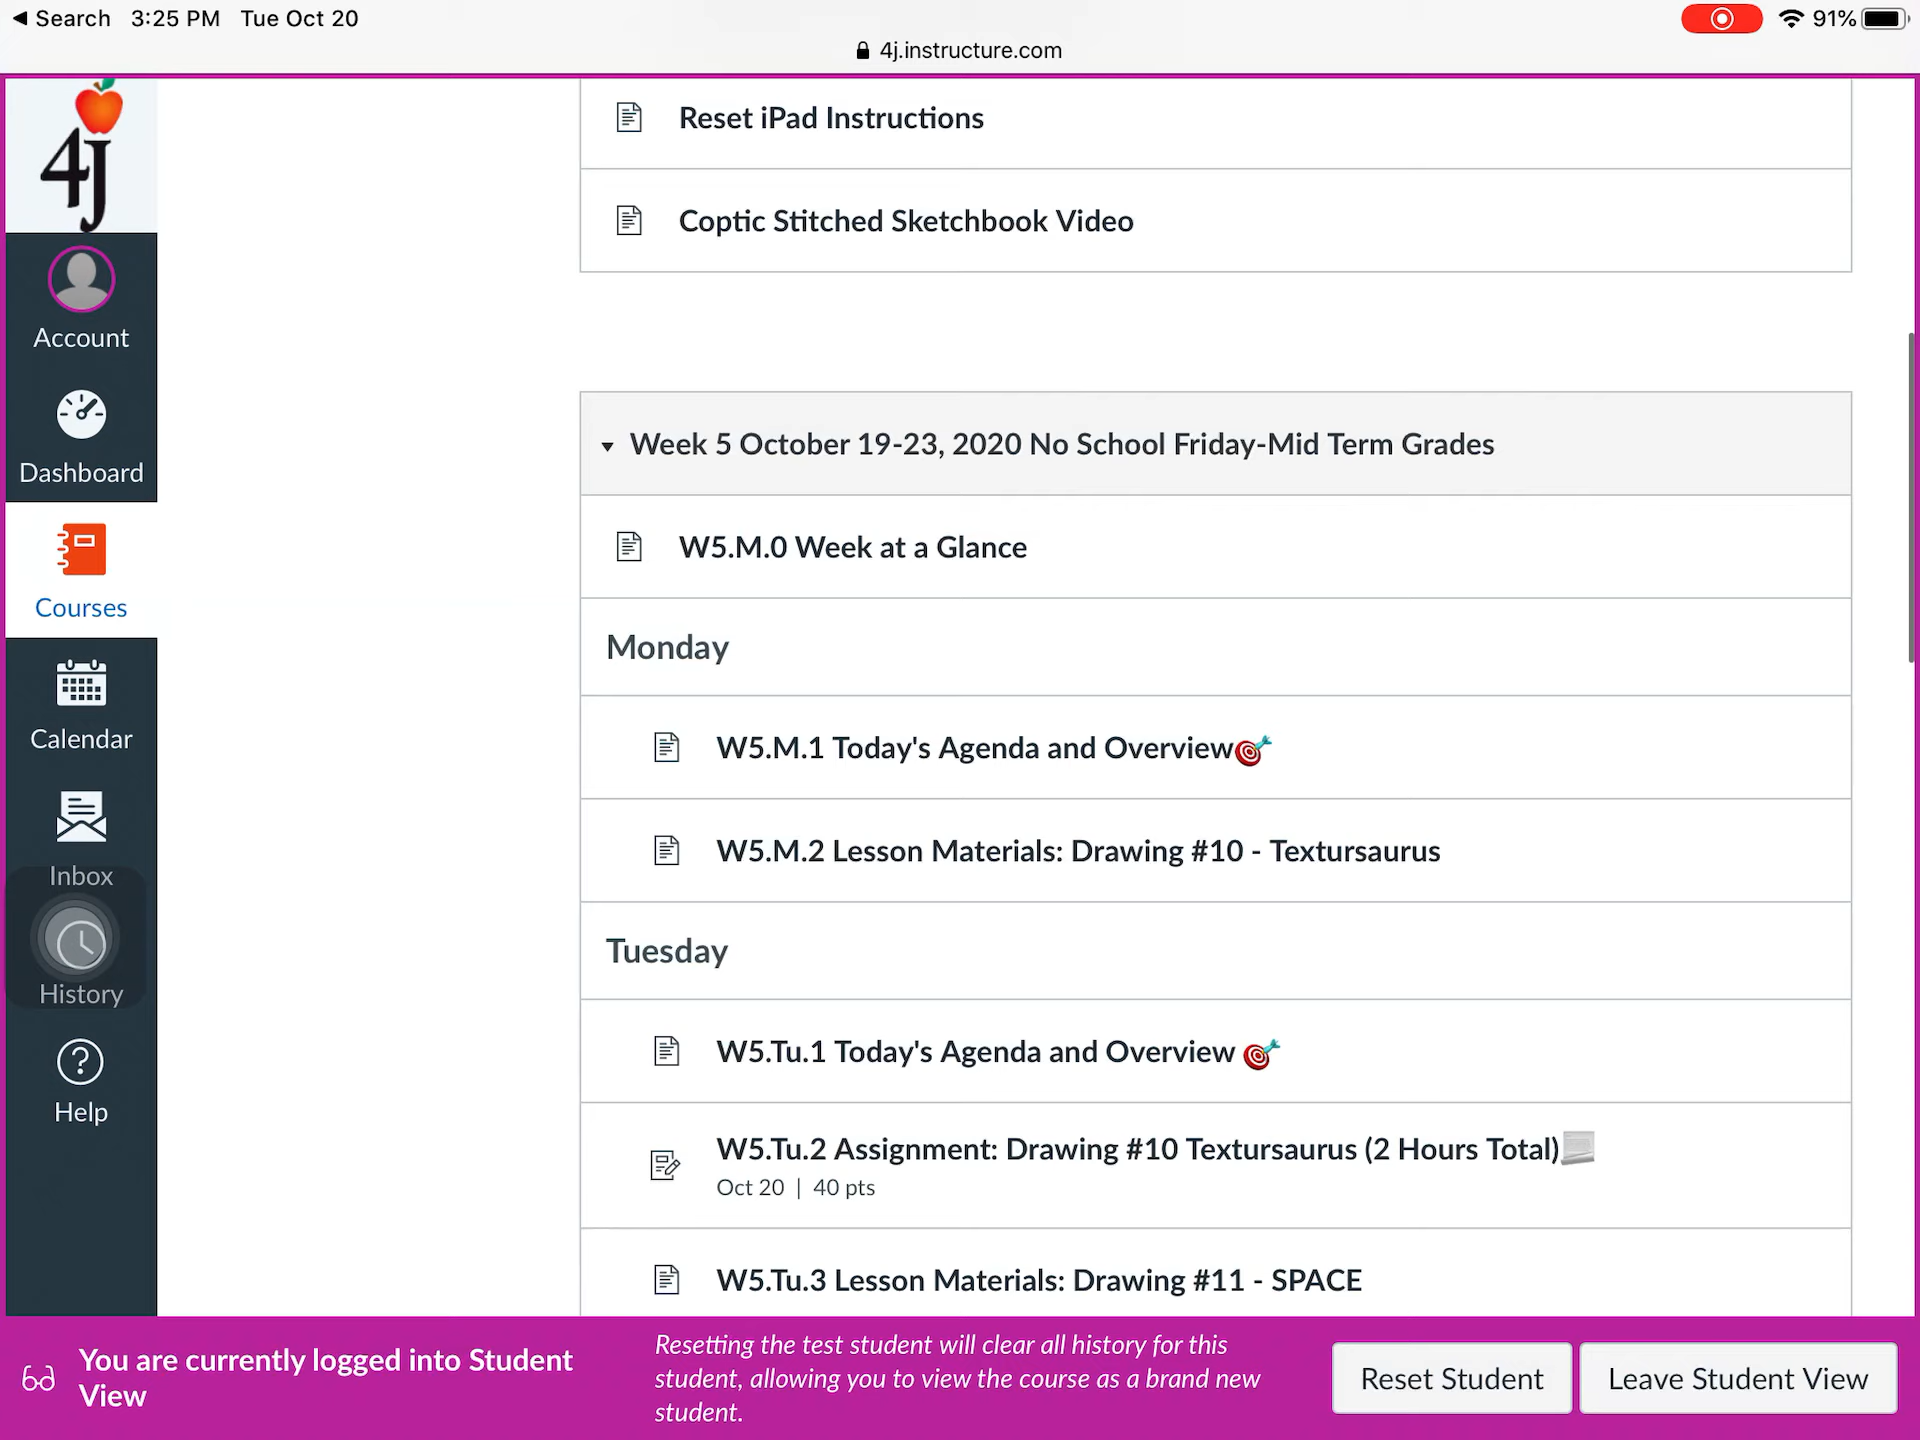 Search 3:25 PM Tue Oct 20
91%
4j.instructure.com
4J
Account
Dashboard
Courses
Calendar
Inbox
History
Help
Reset iPad Instructions
Coptic Stitched Sketchbook Video
Week 5 October 19-23, 2020 No School Friday-Mid Term Grades
W5.M.0 Week at a Glance
Monday
W5.M.1 Today's Agenda and Overview🎯
W5.M.2 Lesson Materials: Drawing #10 - Textursaurus
Tuesday
W5.Tu.1 Today's Agenda and Overview 🎯
W5.Tu.2 Assignment: Drawing #10 Textursaurus (2 Hours Total)
Oct 20 | 40 pts
W5.Tu.3 Lesson Materials: Drawing #11 - SPACE
You are currently logged into Student
View
Resetting the test student will clear all history for this
student, allowing you to view the course as a brand new
student.
Reset Student
Leave Student View